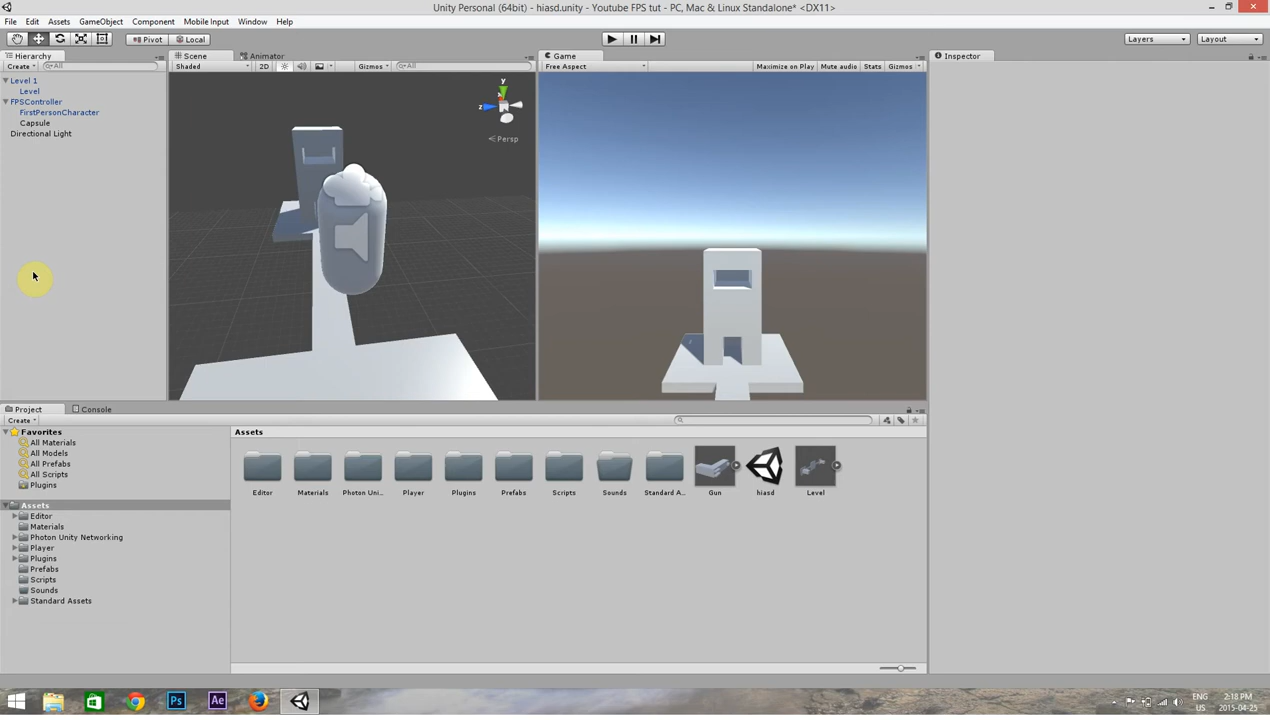 Unity Personal (64bit) - hiasd.unity - Youtube FPS tut - PC, Mac & Linux Standalone* <DX11>
File Edit Assets GameObject Component Mobile Input Window Help
Pivot Local Layers Layout
Hierarchy
Create All
Level 1
Level
FPSController
FirstPersonCharacter
Capsule
Directional Light
Scene Animator
Shaded 2D Gizmos All
y
x
z
Persp
Game
Free Aspect Maximize on Play Mute audio Stats Gizmos
Inspector
Project Console
Create
Favorites
All Materials
All Models
All Prefabs
All Scripts
Plugins
Assets
Editor
Materials
Photon Unity Networking
Player
Plugins
Prefabs
Scripts
Sounds
Standard Assets
Assets
Editor Materials Photon Uni... Player Plugins Prefabs Scripts Sounds Standard A... Gun hiasd Level
Ps Ae
ENG 2:18 PM
US 2015-04-25